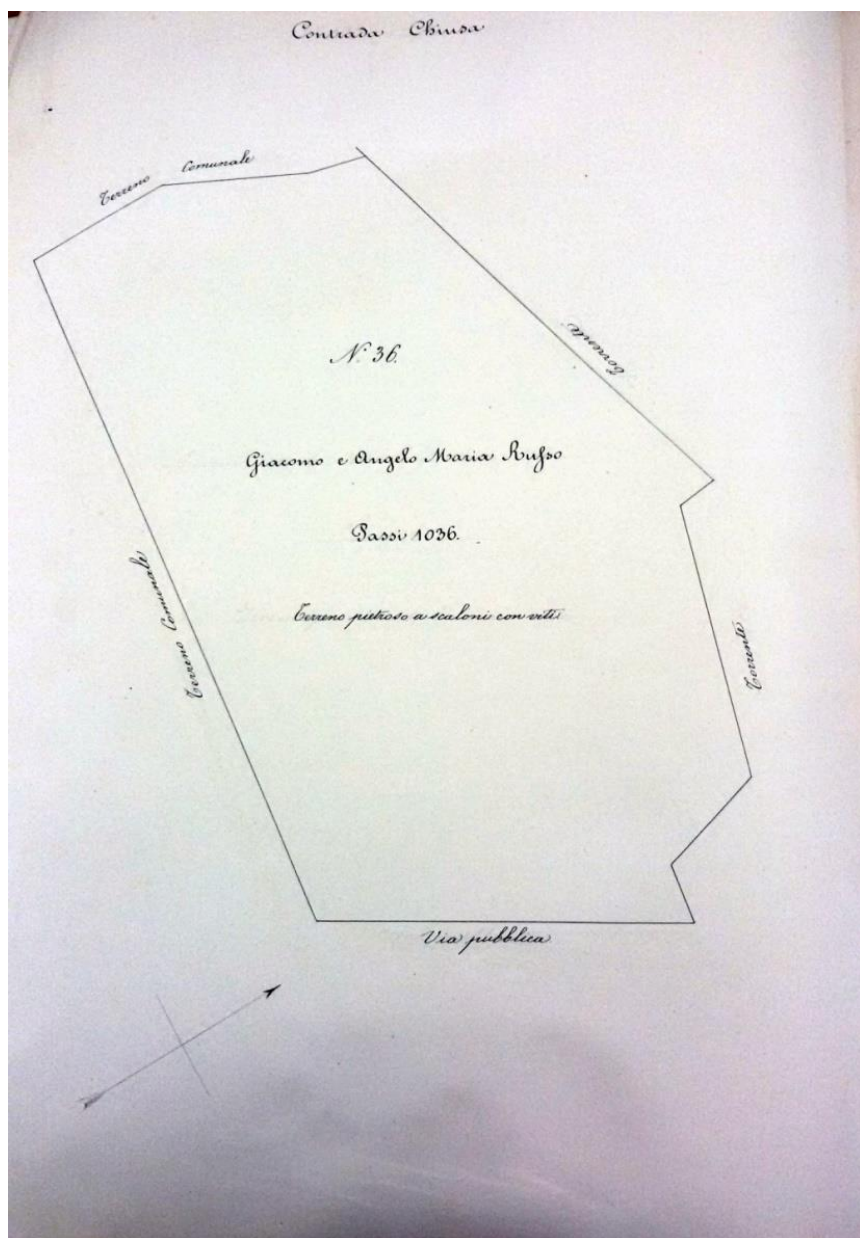 Contrada Chiusa
Terreno Comunale
Torrente
N. 36.
Giacomo e Angelo Maria Russo
Passi 1036.
Terreno pietroso a scaloni con viti
Terreno Comunale
Torrente
Via pubblica